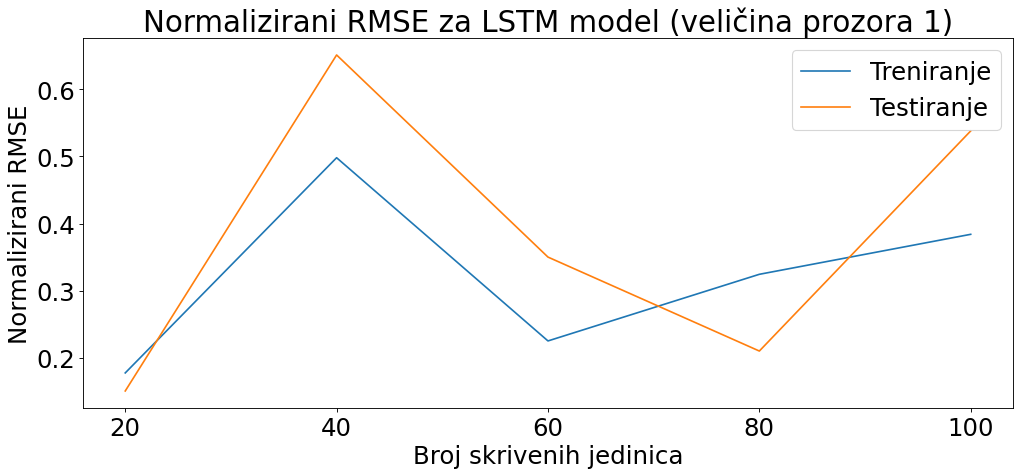 Normalizirani RMSE za LSTM model (veličina prozora 1)
Treniranje
Testiranje
Normalizirani RMSE
0.6
0.5
0.4
0.3
0.2
20 40 60 80 100
Broj skrivenih jedinica